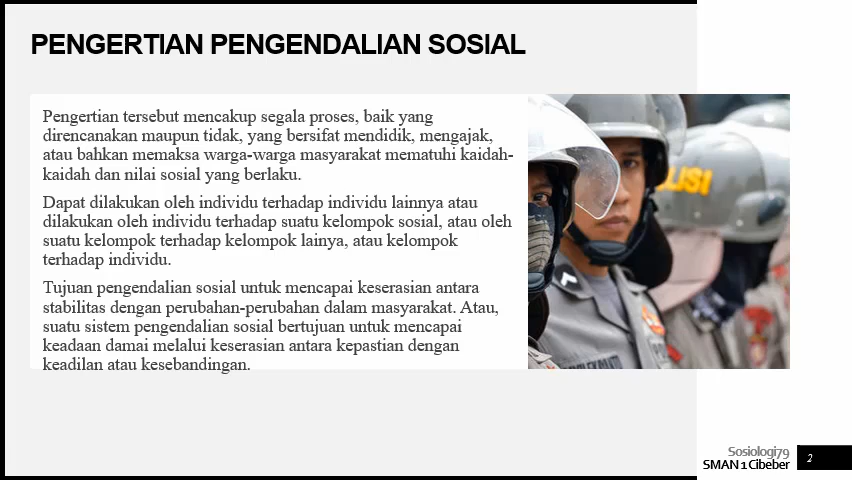 PENGERTIAN PENGENDALIAN SOSIAL
Pengertian tersebut mencakup segala proses, baik yang
direncanakan maupun tidak, yang bersifat mendidik, mengajak,
atau bahkan memaksa warga-warga masyarakat mematuhi kaidah-
kaidah dan nilai sosial yang berlaku.
Dapat dilakukan oleh individu terhadap individu lainnya atau
dilakukan oleh individu terhadap suatu kelompok sosial, atau oleh
suatu kelompok terhadap kelompok lainya, atau kelompok
terhadap individu.
Tujuan pengendalian sosial untuk mencapai keserasian antara
stabilitas dengan perubahan-perubahan dalam masyarakat. Atau,
suatu sistem pengendalian sosial bertujuan untuk mencapai
keadaan damai melalui keserasian antara kepastian dengan
keadilan atau kesebandingan.
LISI
Sosiologi79
SMAN 1 Cibeber
2